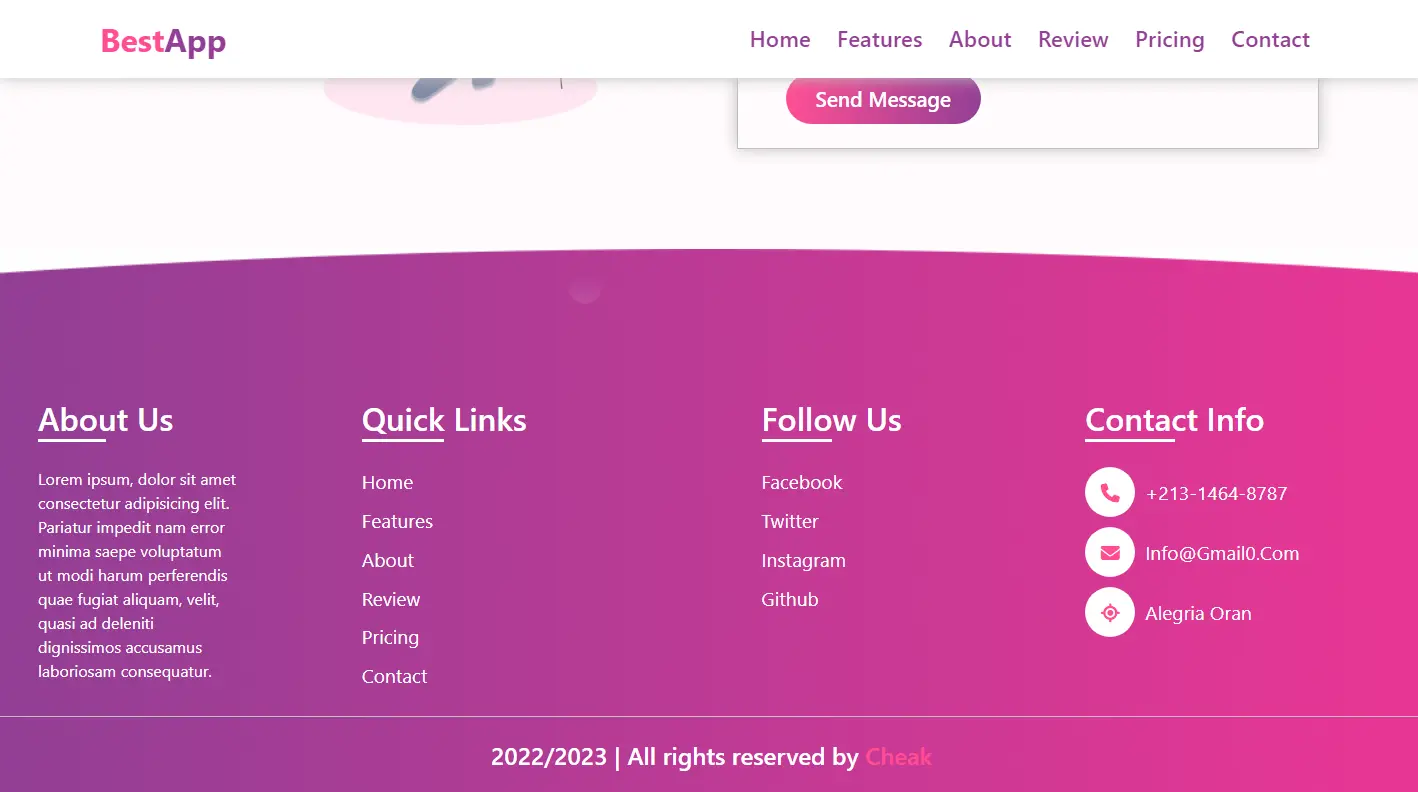 BestApp
Home Features About Review Pricing Contact
Send Message
About Us
Lorem ipsum, dolor sit amet
consectetur adipisicing elit.
Pariatur impedit nam error
minima saepe voluptatum
ut modi harum perferendis
quae fugiat aliquam, velit,
quasi ad deleniti
dignissimos accusamus
laboriosam consequatur.
Quick Links
Home
Features
About
Review
Pricing
Contact
Follow Us
Facebook
Twitter
Instagram
Github
Contact Info
+213-1464-8787
Info@Gmail0.Com
Alegria Oran
2022/2023 | All rights reserved by Cheak